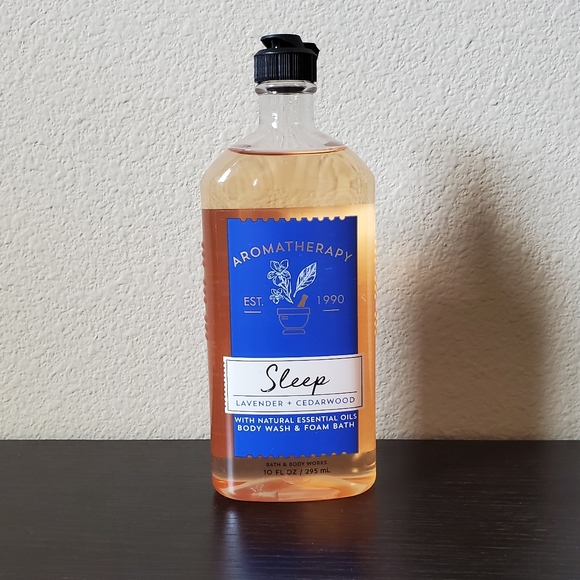 AROMATHERAPY
EST. 1990
Sleep
LAVENDER + CEDARWOOD
WITH NATURAL ESSENTIAL OILS
BODY WASH & FOAM BATH
BATH & BODY WORKS
10 FL OZ / 295 mL